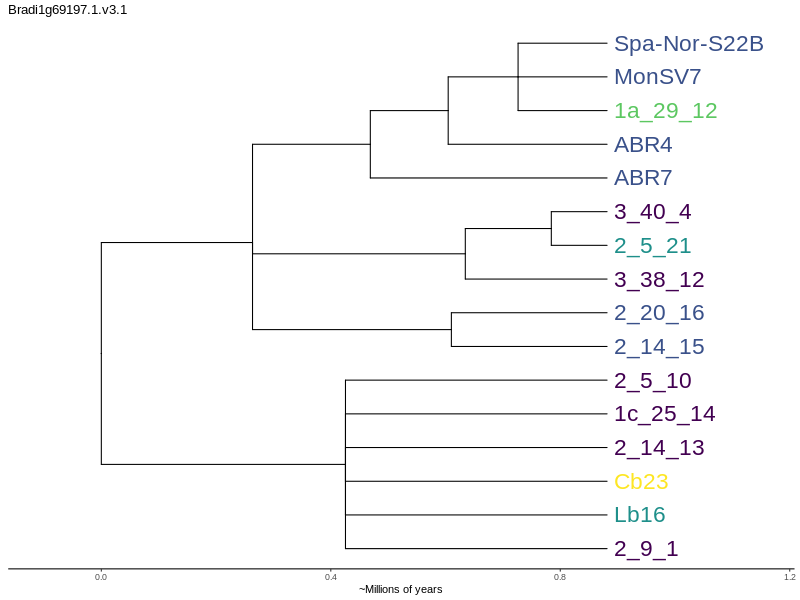 Bradi1g69197.1.v3.1
Spa-Nor-S22B
MonSV7
1a_29_12
ABR4
ABR7
3_40_4
2_5_21
3_38_12
2_20_16
2_14_15
2_5_10
1c_25_14
2_14_13
Cb23
Lb16
2_9_1
0.0 0.4 0.8 1.2
~Millions of years